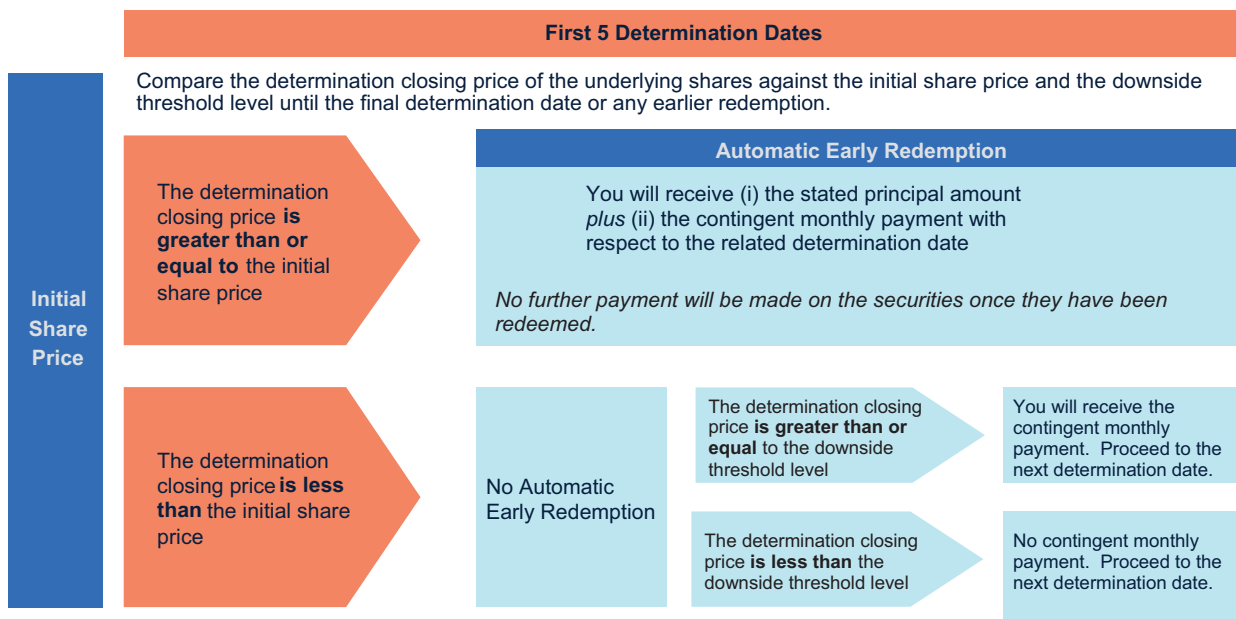 First 5 Determination Dates
Compare the determination closing price of the underlying shares against the initial share price and the downside
threshold level until the final determination date or any earlier redemption.
Initial
Share
Price
The determination
closing price is
greater than or
equal to the initial
share price
Automatic Early Redemption
You will receive (i) the stated principal amount
plus (ii) the contingent monthly payment with
respect to the related determination date
No further payment will be made on the securities once they have been
redeemed.
The determination
closing price is less
than the initial share
price
No Automatic
Early Redemption
The determination closing
price is greater than or
equal to the downside
threshold level
You will receive the
contingent monthly
payment.  Proceed to the
next determination date.
The determination closing
price is less than the
downside threshold level
No contingent monthly
payment.  Proceed to the
next determination date.